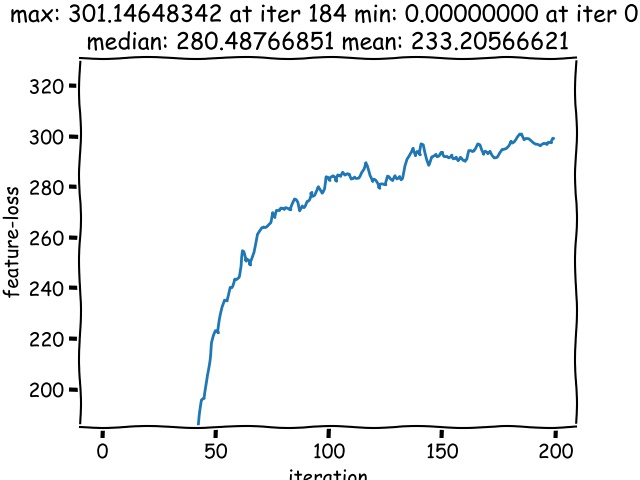 max: 301.14648342 at iter 184 min: 0.00000000 at iter 0
median: 280.48766851 mean: 233.20566621
320
300
280
260
240
220
200
feature-loss
0 50 100 150 200
iteration